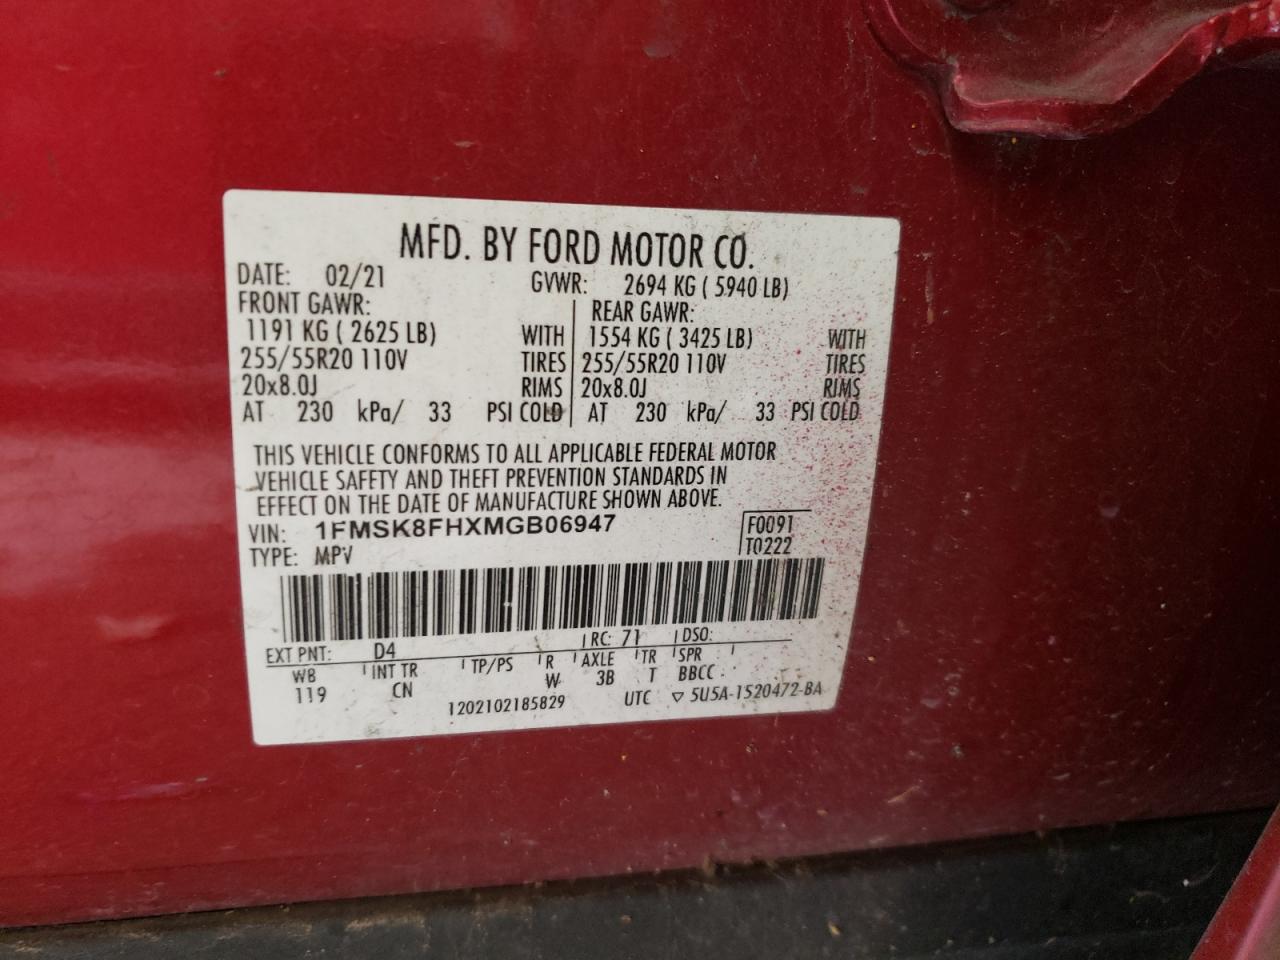 MFD. BY FORD MOTOR CO.
DATE: 02/21 GVWR: 2694 KG ( 5940 LB)
FRONT GAWR: REAR GAWR:
1191 KG ( 2625 LB) WITH 1554 KG ( 3425 LB) WITH
255/55R20 110V TIRES 255/55R20 110V TIRES
20x8.0J RIMS 20x8.0J RIMS
AT 230 kPa/ 33 PSI COLD AT 230 kPa/ 33 PSI COLD
THIS VEHICLE CONFORMS TO ALL APPLICABLE FEDERAL MOTOR
VEHICLE SAFETY AND THEFT PREVENTION STANDARDS IN
EFFECT ON THE DATE OF MANUFACTURE SHOWN ABOVE.
VIN: 1FMSK8FHXMGB06947 F0091
TYPE: MPV T0222
EXT PNT: D4 RC: 71 DSO:
WB INT TR TP/PS R AXLE TR SPR
119 CN W 3B T BBCC
1202102185829 UTC ▽ 5U5A-1520472-BA